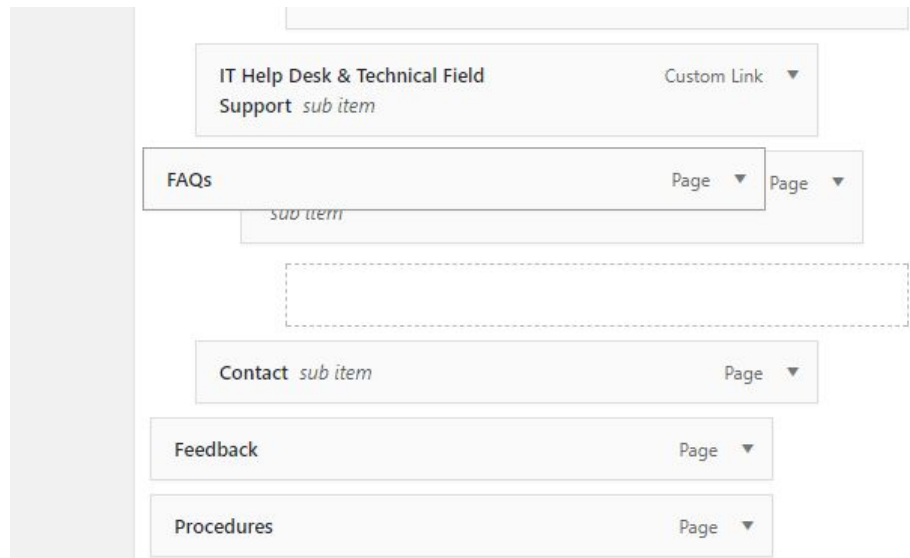 IT Help Desk & Technical Field Custom Link
Support sub item
FAQs Page Page
sub item
Contact sub item Page
Feedback Page
Procedures Page